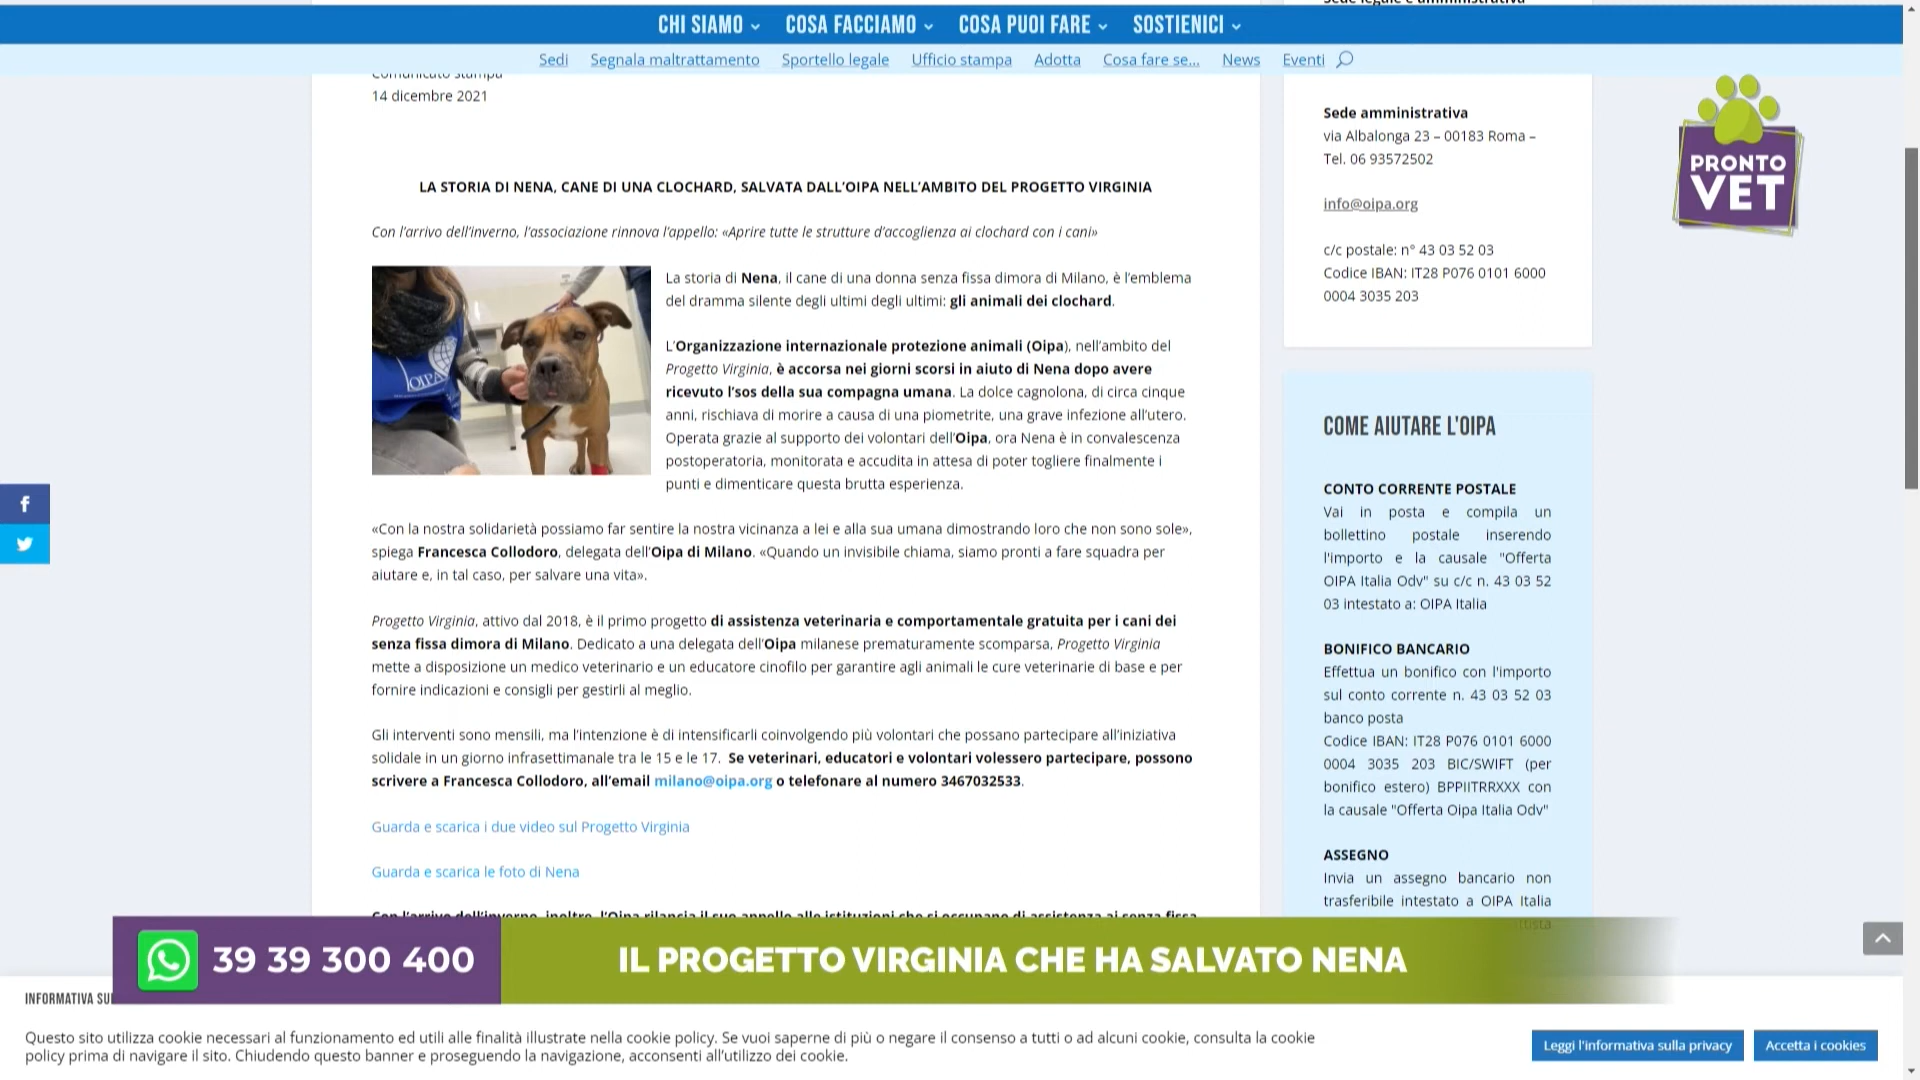 Sede legale e amministrativa
CHI SIAMO COSA FACCIAMO COSA PUOI FARE SOSTIENICI
Sedi Segnala maltrattamento Sportello legale Ufficio stampa Adotta Cosa fare se... News Eventi
Comunicato stampa
14 dicembre 2021
LA STORIA DI NENA, CANE DI UNA CLOCHARD, SALVATA DALL'OIPA NELL'AMBITO DEL PROGETTO VIRGINIA
Con l'arrivo dell'inverno, l'associazione rinnova l'appello: «Aprire tutte le strutture d'accoglienza ai clochard con i cani»
OIPA
La storia di Nena, il cane di una donna senza fissa dimora di Milano, è l'emblema
del dramma silente degli ultimi degli ultimi: gli animali dei clochard.
L'Organizzazione internazionale protezione animali (Oipa), nell'ambito del
Progetto Virginia, è accorsa nei giorni scorsi in aiuto di Nena dopo avere
ricevuto l'sos della sua compagna umana. La dolce cagnolona, di circa cinque
anni, rischiava di morire a causa di una piometrite, una grave infezione all'utero.
Operata grazie al supporto dei volontari dell'Oipa, ora Nena è in convalescenza
postoperatoria, monitorata e accudita in attesa di poter togliere finalmente i
punti e dimenticare questa brutta esperienza.
«Con la nostra solidarietà possiamo far sentire la nostra vicinanza a lei e alla sua umana dimostrando loro che non sono sole»,
spiega Francesca Collodoro, delegata dell'Oipa di Milano. «Quando un invisibile chiama, siamo pronti a fare squadra per
aiutare e, in tal caso, per salvare una vita».
Progetto Virginia, attivo dal 2018, è il primo progetto di assistenza veterinaria e comportamentale gratuita per i cani dei
senza fissa dimora di Milano. Dedicato a una delegata dell'Oipa milanese prematuramente scomparsa, Progetto Virginia
mette a disposizione un medico veterinario e un educatore cinofilo per garantire agli animali le cure veterinarie di base e per
fornire indicazioni e consigli per gestirli al meglio.
Gli interventi sono mensili, ma l'intenzione è di intensificarli coinvolgendo più volontari che possano partecipare all'iniziativa
solidale in un giorno infrasettimanale tra le 15 e le 17. Se veterinari, educatori e volontari volessero partecipare, possono
scrivere a Francesca Collodoro, all'email milano@oipa.org o telefonare al numero 3467032533.
Guarda e scarica i due video sul Progetto Virginia
Guarda e scarica le foto di Nena
Con l'arrivo dell'inverno, inoltre, l'Oipa rilancia il suo appello alle istituzioni che si occupano di assistenza ai senza fissa
Sede amministrativa
via Albalonga 23 – 00183 Roma –
Tel. 06 93572502
info@oipa.org
c/c postale: n° 43 03 52 03
Codice IBAN: IT28 P076 0101 6000
0004 3035 203
COME AIUTARE L'OIPA
CONTO CORRENTE POSTALE
Vai in posta e compila un
bollettino postale inserendo
l'importo e la causale "Offerta
OIPA Italia Odv" su c/c n. 43 03 52
03 intestato a: OIPA Italia
BONIFICO BANCARIO
Effettua un bonifico con l'importo
sul conto corrente n. 43 03 52 03
banco posta
Codice IBAN: IT28 P076 0101 6000
0004 3035 203 BIC/SWIFT (per
bonifico estero) BPPIITRRXXX con
la causale "Offerta Oipa Italia Odv"
ASSEGNO
Invia un assegno bancario non
trasferibile intestato a OIPA Italia
PRONTO
VET
39 39 300 400
IL PROGETTO VIRGINIA CHE HA SALVATO NENA
INFORMATIVA
Questo sito utilizza cookie necessari al funzionamento ed utili alle finalità illustrate nella cookie policy. Se vuoi saperne di più o negare il consenso a tutti o ad alcuni cookie, consulta la cookie
policy prima di navigare il sito. Chiudendo questo banner e proseguendo la navigazione, acconsenti all'utilizzo dei cookie.
Leggi l'informativa sulla privacy
Accetta i cookies